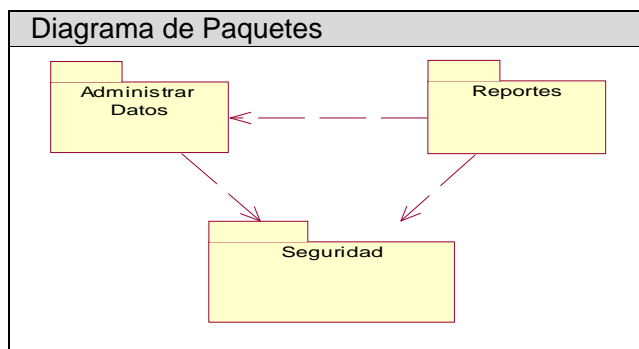 Diagrama de Paquetes
Administrar
Datos
Reportes
Seguridad